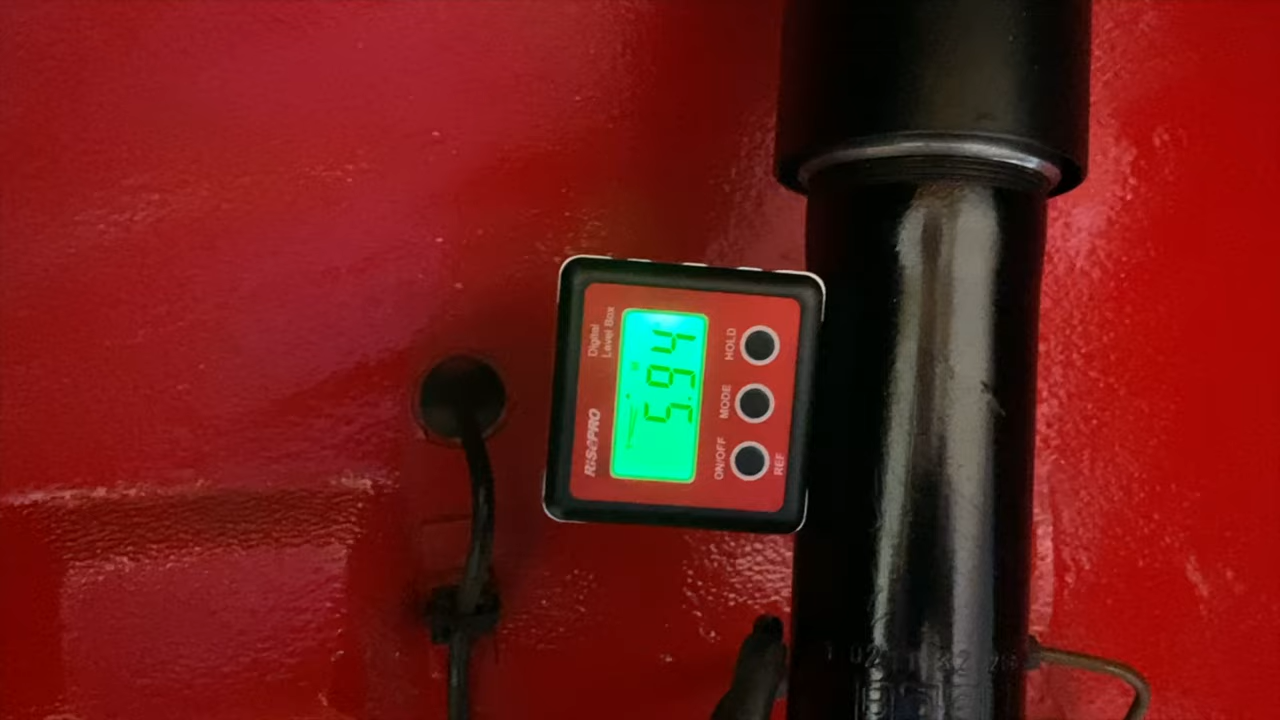 RISEPRO
Digital
Level Box
5.94
ON/OFF MODE HOLD
REF